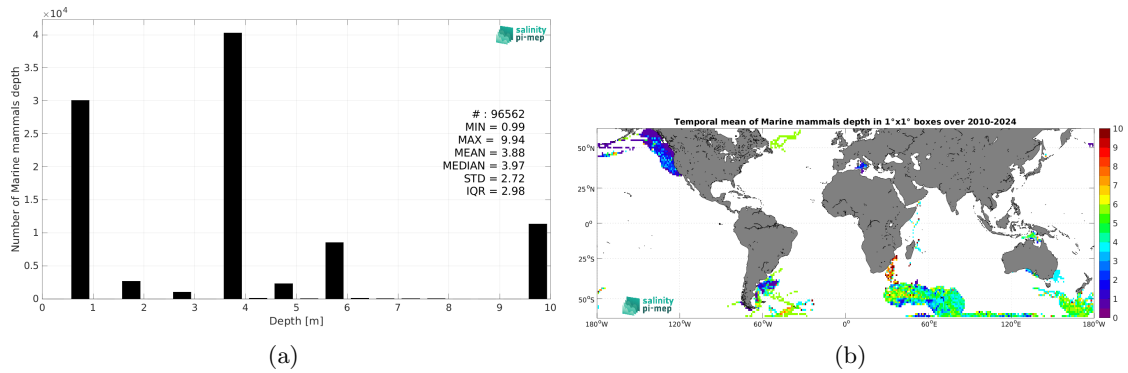 ×10⁴
4
3.5
3
2.5
2
1.5
1
0.5
0
Number of Marine mammals depth
salinity
pi-mep
# : 96562
MIN = 0.99
MAX = 9.94
MEAN = 3.88
MEDIAN = 3.97
STD = 2.72
IQR = 2.98
0 1 2 3 4 5 6 7 8 9 10
Depth [m]
(a)
Temporal mean of Marine mammals depth in 1°x1° boxes over 2010-2024
50°N
25°N
0°
25°S
50°S
salinity
pi-mep
180°W 120°W 60°W 0°E 60°E 120°E 180°W
10
9
8
7
6
5
4
3
2
1
0
(b)